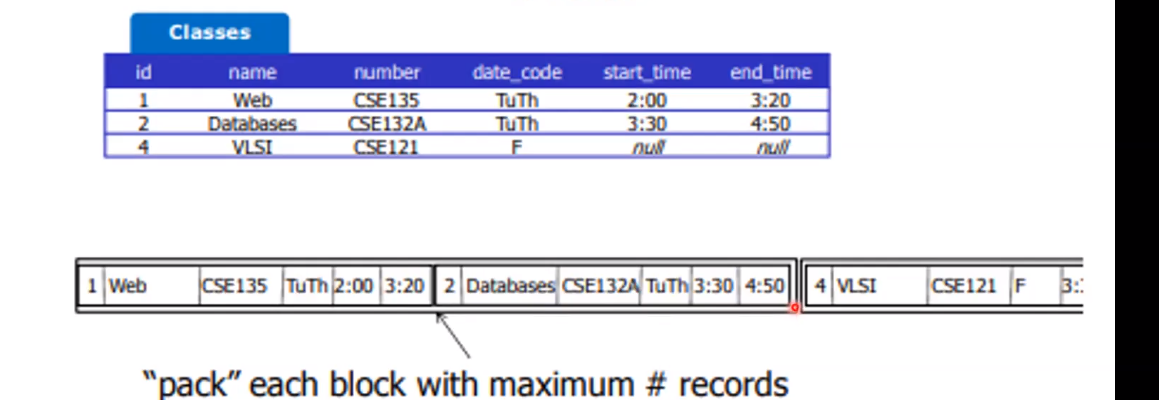 Classes
id name number date_code start_time end_time
1 Web CSE135 TuTh 2:00 3:20
2 Databases CSE132A TuTh 3:30 4:50
4 VLSI CSE121 F null null
1 Web CSE135 TuTh 2:00 3:20 2 Databases CSE132A TuTh 3:30 4:50 4 VLSI CSE121 F
“pack” each block with maximum # records